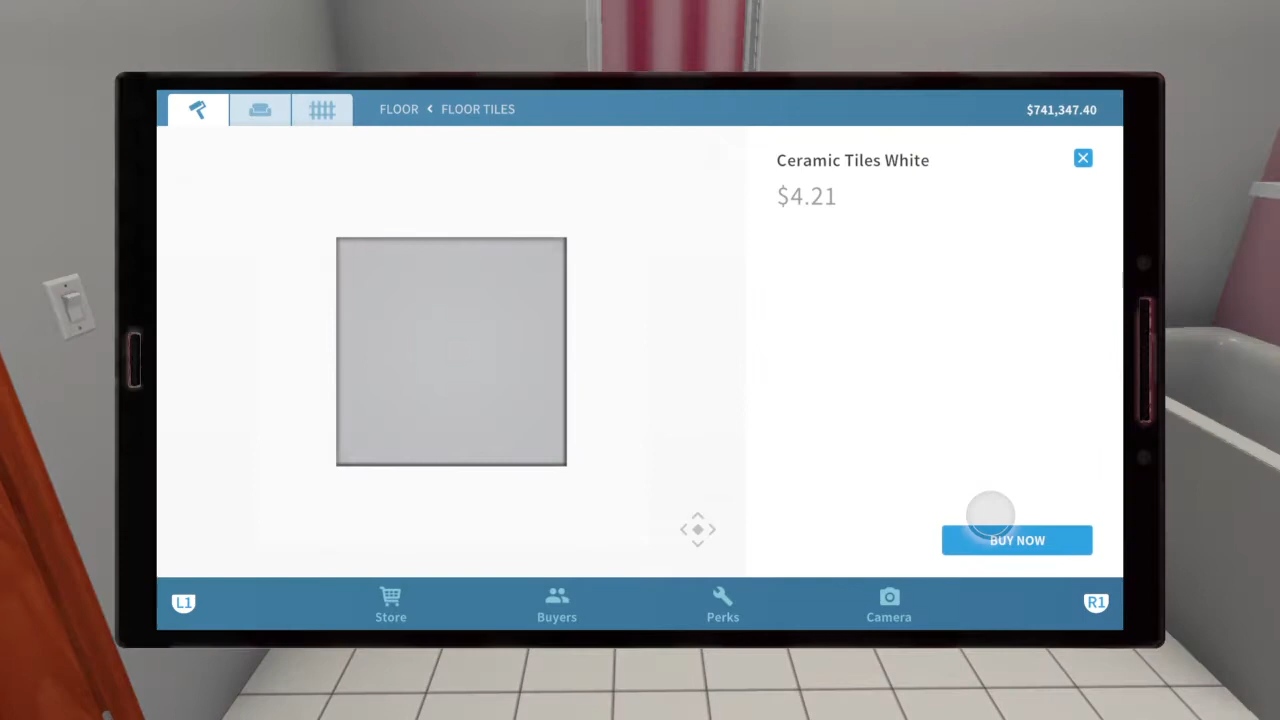 FLOOR < FLOOR TILES
$741,347.40
Ceramic Tiles White
$4.21
BUY NOW
L1
Store
Buyers
Perks
Camera
R1